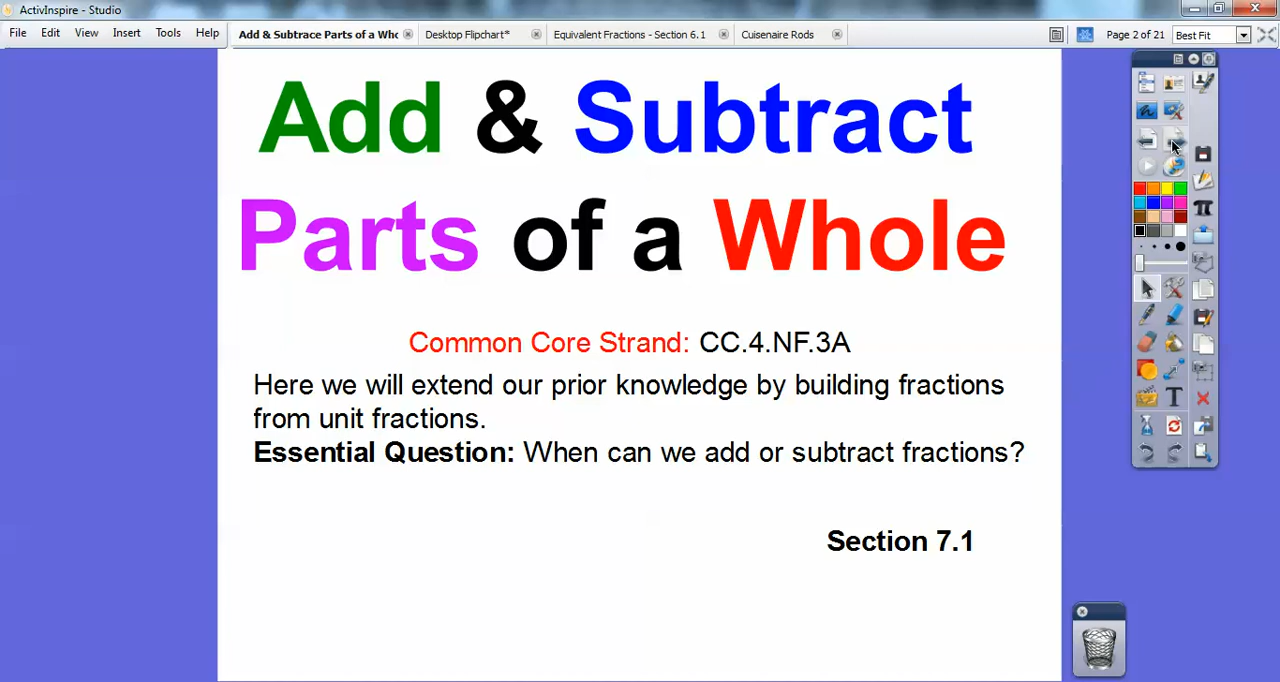 ActivInspire - Studio
File Edit View Insert Tools Help
Add & Subtrace Parts of a Whc Desktop Flipchart* Equivalent Fractions - Section 6.1 Cuisenaire Rods
Page 2 of 21 Best Fit
Add & Subtract
Parts of a Whole
Common Core Strand: CC.4.NF.3A
Here we will extend our prior knowledge by building fractions
from unit fractions.
Essential Question: When can we add or subtract fractions?
Section 7.1